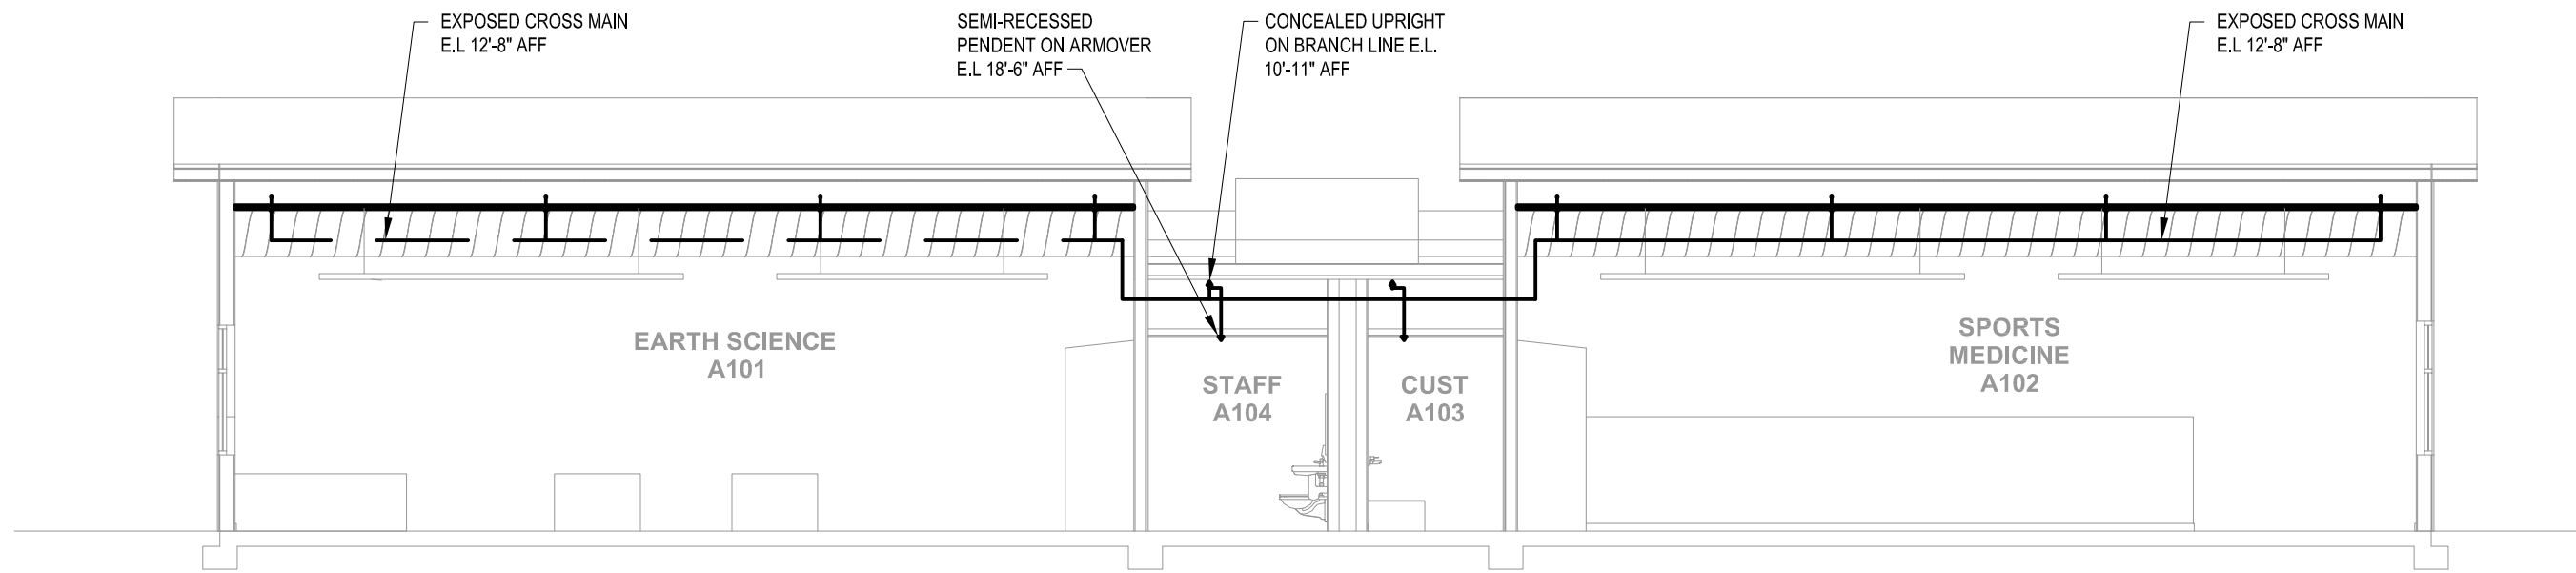 EXPOSED CROSS MAIN
E.L 12'-8" AFF
SEMI-RECESSED
PENDENT ON ARMOVER
E.L 18'-6" AFF
CONCEALED UPRIGHT
ON BRANCH LINE E.L.
10'-11" AFF
EXPOSED CROSS MAIN
E.L 12'-8" AFF
EARTH SCIENCE
A101
STAFF
A104
CUST
A103
SPORTS
MEDICINE
A102